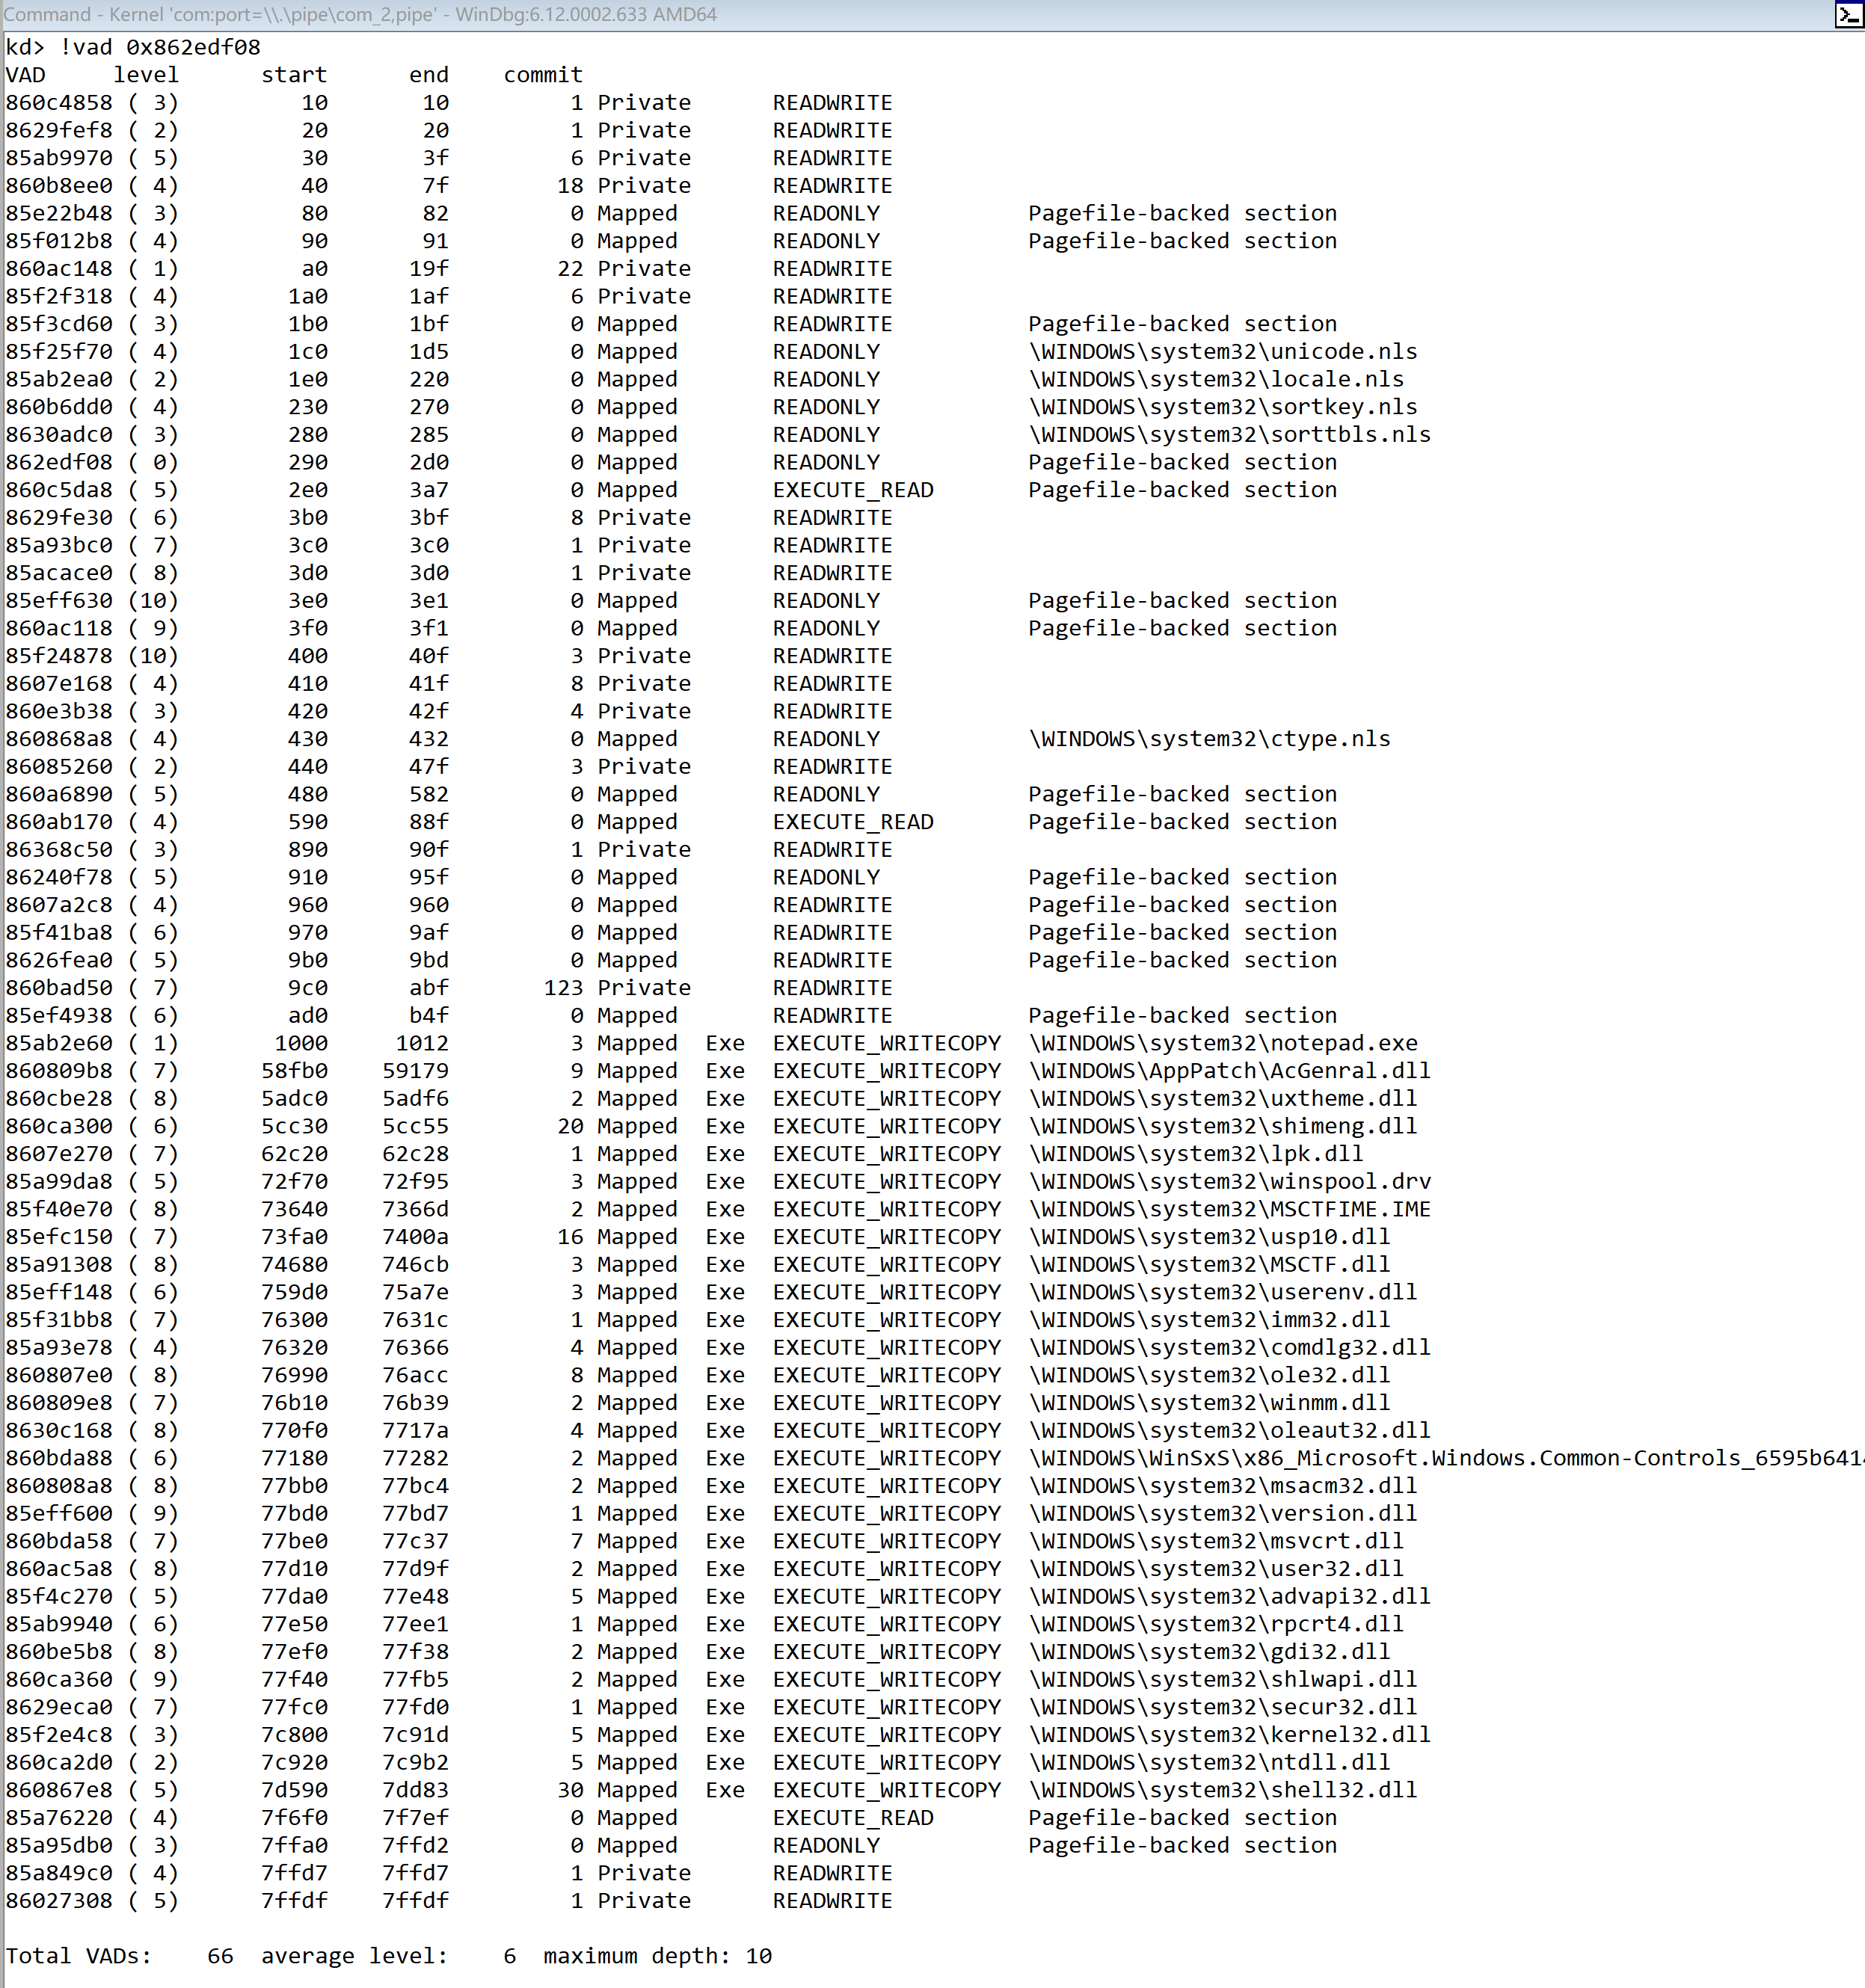 Command - Kernel 'com:port=\\.\pipe\com_2,pipe' - WinDbg:6.12.0002.633 AMD64
kd> !vad 0x862edf08
VAD     level      start      end    commit
860c4858 ( 3)         10       10         1 Private      READWRITE
8629fef8 ( 2)         20       20         1 Private      READWRITE
85ab9970 ( 5)         30       3f         6 Private      READWRITE
860b8ee0 ( 4)         40       7f        18 Private      READWRITE
85e22b48 ( 3)         80       82         0 Mapped       READONLY           Pagefile-backed section
85f012b8 ( 4)         90       91         0 Mapped       READONLY           Pagefile-backed section
860ac148 ( 1)         a0      19f        22 Private      READWRITE
85f2f318 ( 4)        1a0      1af         6 Private      READWRITE
85f3cd60 ( 3)        1b0      1bf         0 Mapped       READWRITE          Pagefile-backed section
85f25f70 ( 4)        1c0      1d5         0 Mapped       READONLY           \WINDOWS\system32\unicode.nls
85ab2ea0 ( 2)        1e0      220         0 Mapped       READONLY           \WINDOWS\system32\locale.nls
860b6dd0 ( 4)        230      270         0 Mapped       READONLY           \WINDOWS\system32\sortkey.nls
8630adc0 ( 3)        280      285         0 Mapped       READONLY           \WINDOWS\system32\sorttbls.nls
862edf08 ( 0)        290      2d0         0 Mapped       READONLY           Pagefile-backed section
860c5da8 ( 5)        2e0      3a7         0 Mapped       EXECUTE_READ       Pagefile-backed section
8629fe30 ( 6)        3b0      3bf         8 Private      READWRITE
85a93bc0 ( 7)        3c0      3c0         1 Private      READWRITE
85acace0 ( 8)        3d0      3d0         1 Private      READWRITE
85eff630 (10)        3e0      3e1         0 Mapped       READONLY           Pagefile-backed section
860ac118 ( 9)        3f0      3f1         0 Mapped       READONLY           Pagefile-backed section
85f24878 (10)        400      40f         3 Private      READWRITE
8607e168 ( 4)        410      41f         8 Private      READWRITE
860e3b38 ( 3)        420      42f         4 Private      READWRITE
860868a8 ( 4)        430      432         0 Mapped       READONLY           \WINDOWS\system32\ctype.nls
86085260 ( 2)        440      47f         3 Private      READWRITE
860a6890 ( 5)        480      582         0 Mapped       READONLY           Pagefile-backed section
860ab170 ( 4)        590      88f         0 Mapped       EXECUTE_READ       Pagefile-backed section
86368c50 ( 3)        890      90f         1 Private      READWRITE
86240f78 ( 5)        910      95f         0 Mapped       READONLY           Pagefile-backed section
8607a2c8 ( 4)        960      960         0 Mapped       READWRITE          Pagefile-backed section
85f41ba8 ( 6)        970      9af         0 Mapped       READWRITE          Pagefile-backed section
8626fea0 ( 5)        9b0      9bd         0 Mapped       READWRITE          Pagefile-backed section
860bad50 ( 7)        9c0      abf       123 Private      READWRITE
85ef4938 ( 6)        ad0      b4f         0 Mapped       READWRITE          Pagefile-backed section
85ab2e60 ( 1)       1000     1012         3 Mapped  Exe  EXECUTE_WRITECOPY  \WINDOWS\system32\notepad.exe
860809b8 ( 7)      58fb0    59179         9 Mapped  Exe  EXECUTE_WRITECOPY  \WINDOWS\AppPatch\AcGenral.dll
860cbe28 ( 8)      5adc0    5adf6         2 Mapped  Exe  EXECUTE_WRITECOPY  \WINDOWS\system32\uxtheme.dll
860ca300 ( 6)      5cc30    5cc55        20 Mapped  Exe  EXECUTE_WRITECOPY  \WINDOWS\system32\shimeng.dll
8607e270 ( 7)      62c20    62c28         1 Mapped  Exe  EXECUTE_WRITECOPY  \WINDOWS\system32\lpk.dll
85a99da8 ( 5)      72f70    72f95         3 Mapped  Exe  EXECUTE_WRITECOPY  \WINDOWS\system32\winspool.drv
85f40e70 ( 8)      73640    7366d         2 Mapped  Exe  EXECUTE_WRITECOPY  \WINDOWS\system32\MSCTFIME.IME
85efc150 ( 7)      73fa0    7400a        16 Mapped  Exe  EXECUTE_WRITECOPY  \WINDOWS\system32\usp10.dll
85a91308 ( 8)      74680    746cb         3 Mapped  Exe  EXECUTE_WRITECOPY  \WINDOWS\system32\MSCTF.dll
85eff148 ( 6)      759d0    75a7e         3 Mapped  Exe  EXECUTE_WRITECOPY  \WINDOWS\system32\userenv.dll
85f31bb8 ( 7)      76300    7631c         1 Mapped  Exe  EXECUTE_WRITECOPY  \WINDOWS\system32\imm32.dll
85a93e78 ( 4)      76320    76366         4 Mapped  Exe  EXECUTE_WRITECOPY  \WINDOWS\system32\comdlg32.dll
860807e0 ( 8)      76990    76acc         8 Mapped  Exe  EXECUTE_WRITECOPY  \WINDOWS\system32\ole32.dll
860809e8 ( 7)      76b10    76b39         2 Mapped  Exe  EXECUTE_WRITECOPY  \WINDOWS\system32\winmm.dll
8630c168 ( 8)      770f0    7717a         4 Mapped  Exe  EXECUTE_WRITECOPY  \WINDOWS\system32\oleaut32.dll
860bda88 ( 6)      77180    77282         2 Mapped  Exe  EXECUTE_WRITECOPY  \WINDOWS\WinSxS\x86_Microsoft.Windows.Common-Controls_6595b6414
860808a8 ( 8)      77bb0    77bc4         2 Mapped  Exe  EXECUTE_WRITECOPY  \WINDOWS\system32\msacm32.dll
85eff600 ( 9)      77bd0    77bd7         1 Mapped  Exe  EXECUTE_WRITECOPY  \WINDOWS\system32\version.dll
860bda58 ( 7)      77be0    77c37         7 Mapped  Exe  EXECUTE_WRITECOPY  \WINDOWS\system32\msvcrt.dll
860ac5a8 ( 8)      77d10    77d9f         2 Mapped  Exe  EXECUTE_WRITECOPY  \WINDOWS\system32\user32.dll
85f4c270 ( 5)      77da0    77e48         5 Mapped  Exe  EXECUTE_WRITECOPY  \WINDOWS\system32\advapi32.dll
85ab9940 ( 6)      77e50    77ee1         1 Mapped  Exe  EXECUTE_WRITECOPY  \WINDOWS\system32\rpcrt4.dll
860be5b8 ( 8)      77ef0    77f38         2 Mapped  Exe  EXECUTE_WRITECOPY  \WINDOWS\system32\gdi32.dll
860ca360 ( 9)      77f40    77fb5         2 Mapped  Exe  EXECUTE_WRITECOPY  \WINDOWS\system32\shlwapi.dll
8629eca0 ( 7)      77fc0    77fd0         1 Mapped  Exe  EXECUTE_WRITECOPY  \WINDOWS\system32\secur32.dll
85f2e4c8 ( 3)      7c800    7c91d         5 Mapped  Exe  EXECUTE_WRITECOPY  \WINDOWS\system32\kernel32.dll
860ca2d0 ( 2)      7c920    7c9b2         5 Mapped  Exe  EXECUTE_WRITECOPY  \WINDOWS\system32\ntdll.dll
860867e8 ( 5)      7d590    7dd83        30 Mapped  Exe  EXECUTE_WRITECOPY  \WINDOWS\system32\shell32.dll
85a76220 ( 4)      7f6f0    7f7ef         0 Mapped       EXECUTE_READ       Pagefile-backed section
85a95db0 ( 3)      7ffa0    7ffd2         0 Mapped       READONLY           Pagefile-backed section
85a849c0 ( 4)      7ffd7    7ffd7         1 Private      READWRITE
86027308 ( 5)      7ffdf    7ffdf         1 Private      READWRITE
Total VADs:    66  average level:    6  maximum depth: 10